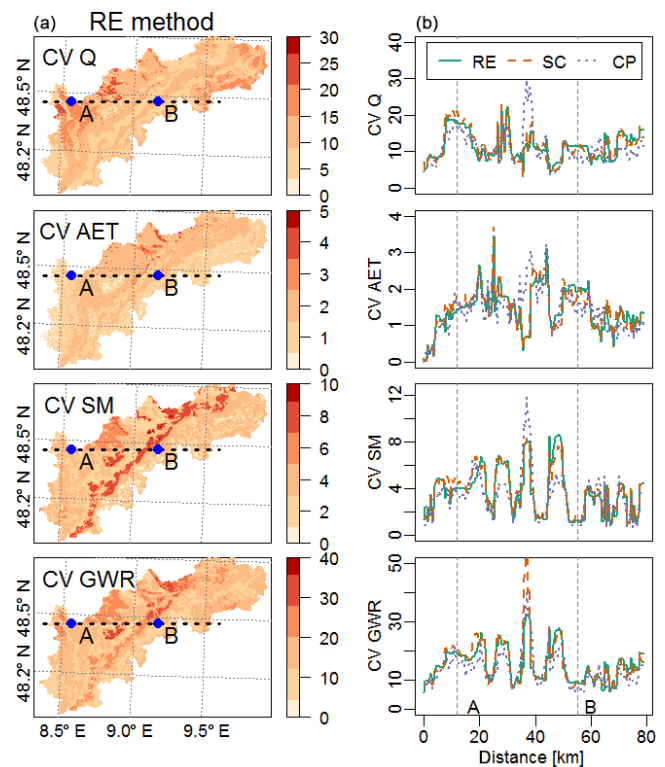 (a) RE method
CV Q
A
B
48.5° N
48.2° N
30
25
20
15
10
5
0
CV AET
A
B
48.5° N
48.2° N
5
4
3
2
1
0
CV SM
A
B
48.5° N
48.2° N
10
8
6
4
2
0
CV GWR
A
B
48.5° N
48.2° N
40
30
20
10
0
8.5° E 9.0° E 9.5° E
(b)
RE SC CP
CV Q
40
30
20
10
0
CV AET
4
3
2
1
0
CV SM
12
8
4
0
CV GWR
50
30
10
0
A B
0 20 40 60 80
Distance [km]